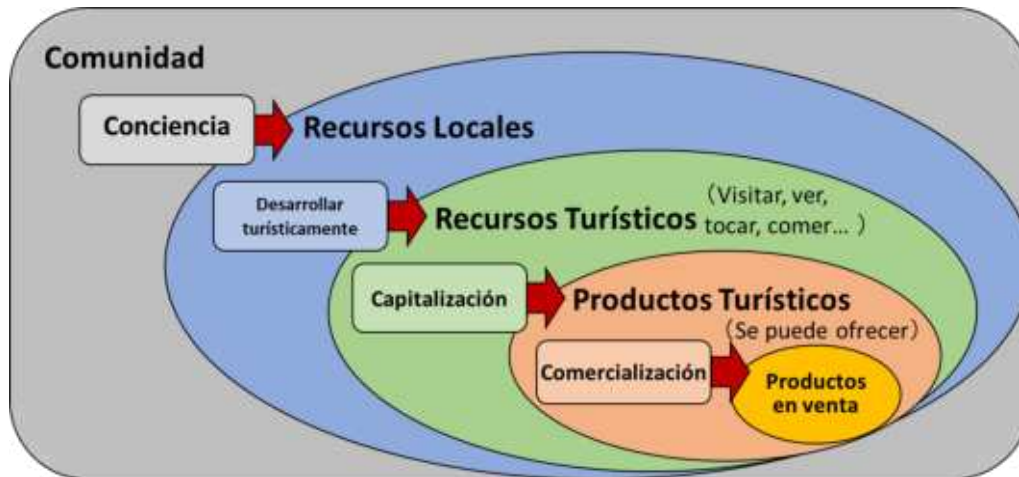 Comunidad
Conciencia
Recursos Locales
Desarrollar
turísticamente
Recursos Turísticos
(Visitar, ver,
tocar, comer... )
Capitalización
Productos Turísticos
(Se puede ofrecer)
Comercialización
Productos
en venta